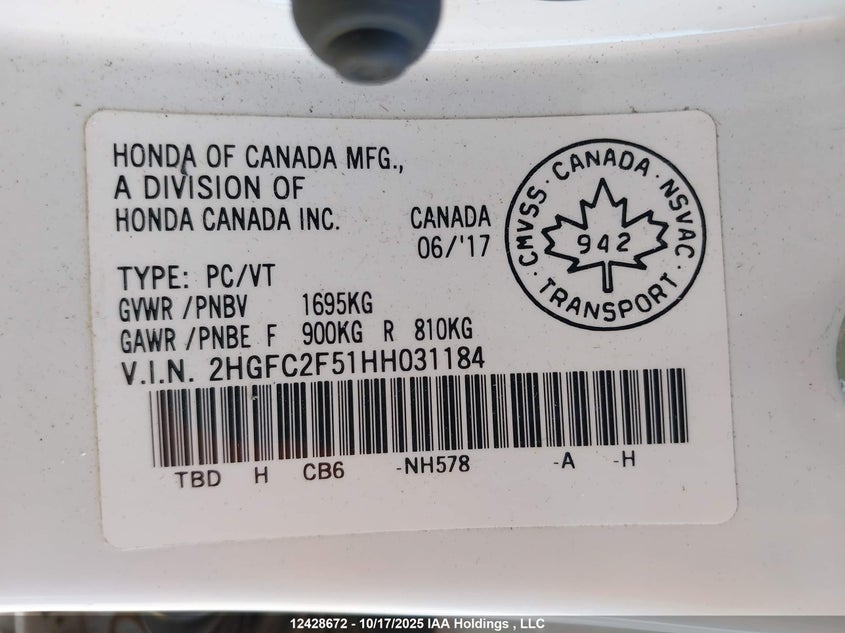 HONDA OF CANADA MFG.,
A DIVISION OF
HONDA CANADA INC.
CANADA
06/'17
CMVSS · CANADA · NSVAC
942
· TRANSPORT ·
TYPE: PC/VT
GVWR /PNBV 1695KG
GAWR /PNBE F 900KG R 810KG
V.I.N. 2HGFC2F51HH031184
TBD H CB6 -NH578 -A -H
12428672 - 10/17/2025 IAA Holdings , LLC